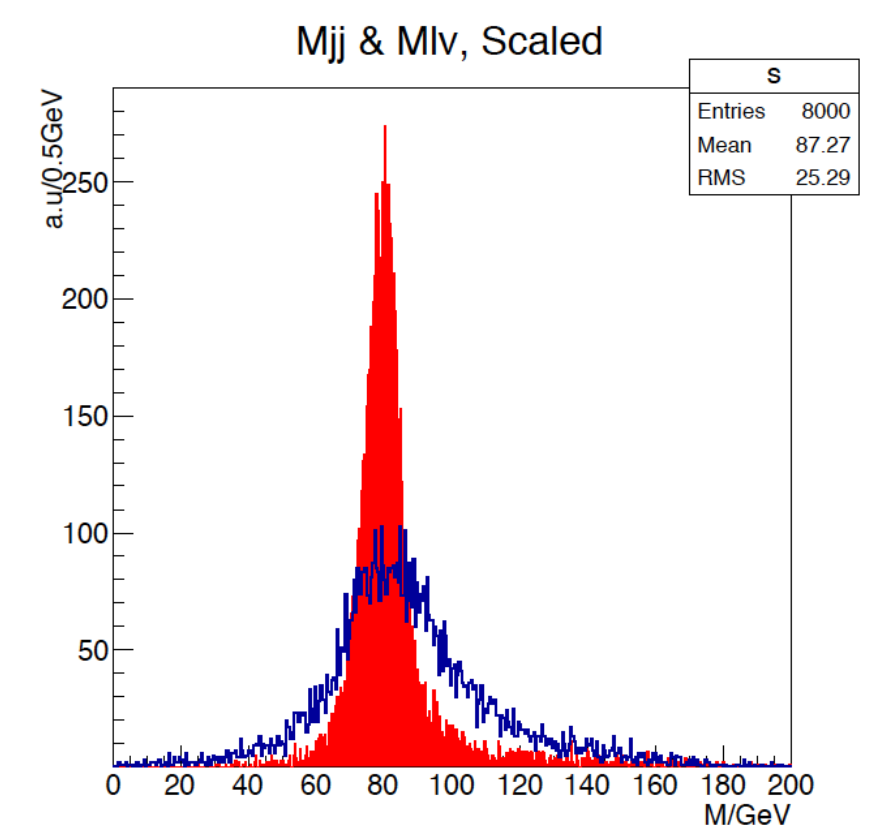 Mjj & Mlv, Scaled
s
Entries 8000
Mean 87.27
RMS 25.29
a.u/0.5GeV
250
200
150
100
50
0 20 40 60 80 100 120 140 160 180 200
M/GeV